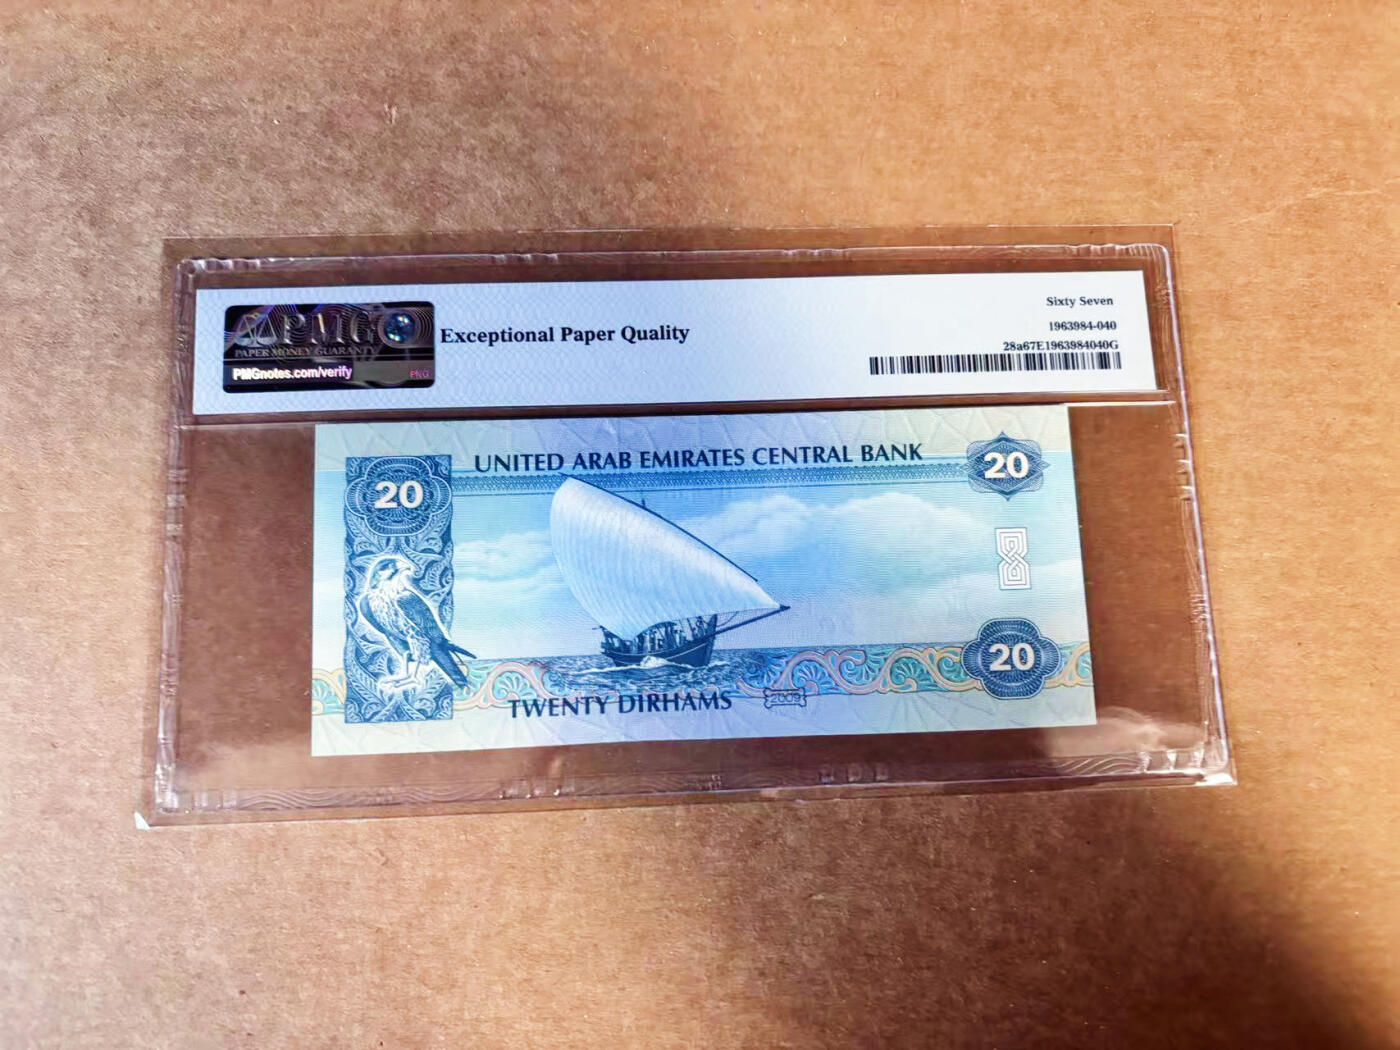 PMG
PAPER MONEY GUARANTY
PMGnotes.com/verify
PNG
Exceptional Paper Quality
Sixty Seven
1963984-040
28a67E1963984040G
UNITED ARAB EMIRATES CENTRAL BANK
20
20
20
TWENTY DIRHAMS
2009